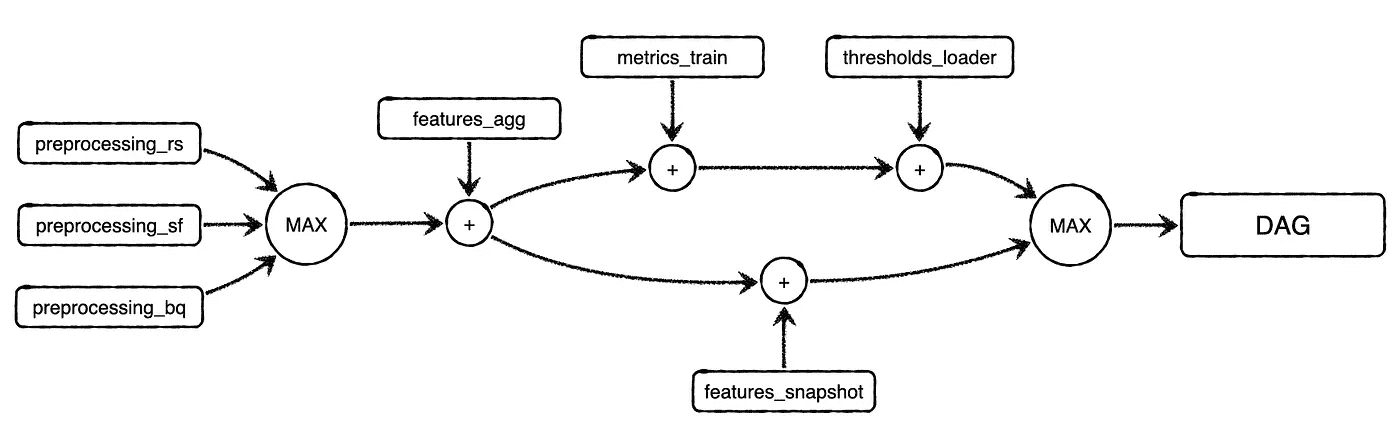 metrics_train
thresholds_loader
features_agg
preprocessing_rs
+
+
preprocessing_sf
MAX
+
MAX
DAG
preprocessing_bq
+
features_snapshot